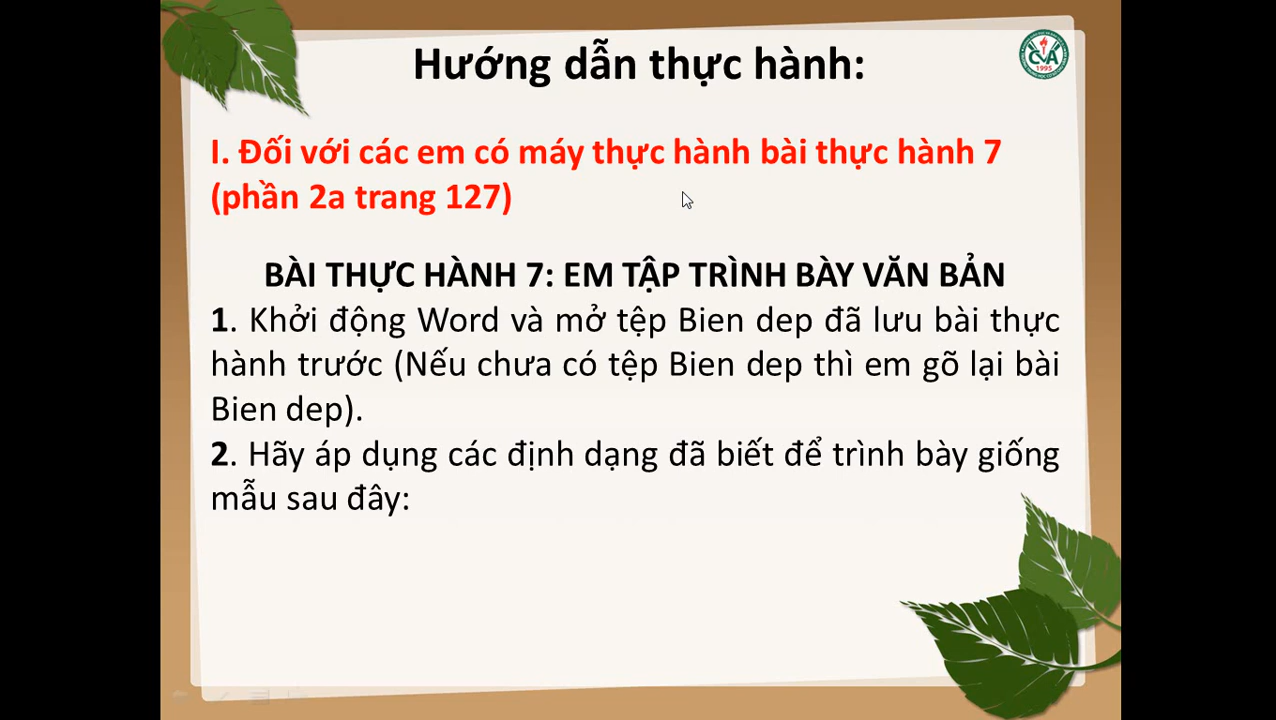 Hướng dẫn thực hành:
CVA
1995
I. Đối với các em có máy thực hành bài thực hành 7
(phần 2a trang 127)
BÀI THỰC HÀNH 7: EM TẬP TRÌNH BÀY VĂN BẢN
1. Khởi động Word và mở tệp Bien dep đã lưu bài thực
hành trước (Nếu chưa có tệp Bien dep thì em gõ lại bài
Bien dep).
2. Hãy áp dụng các định dạng đã biết để trình bày giống
mẫu sau đây: